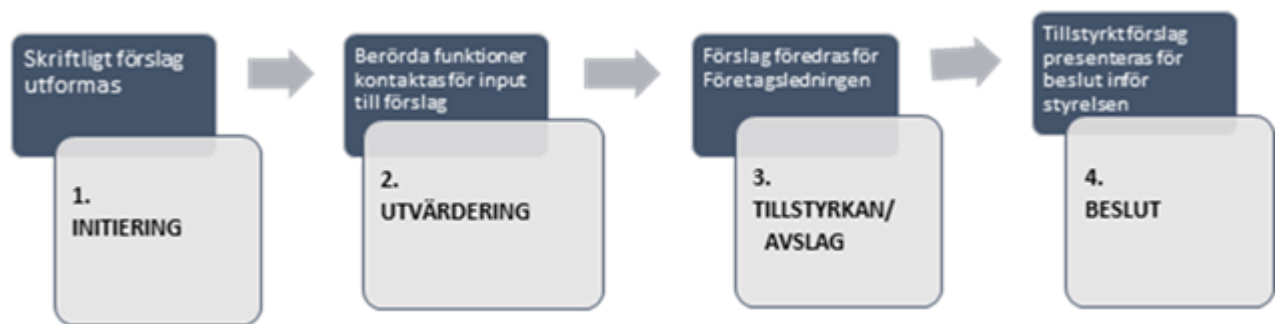 Skriftligt förslag
utformas
1.
INITIERING
Berörda funktioner
kontaktas för input
till förslag
2.
UTVÄRDERING
Förslag föredras för
Företagsledningen
3.
TILLSTYRKAN/
AVSLAG
Tillstyrkt förslag
presenteras för
beslut inför
styrelsen
4.
BESLUT